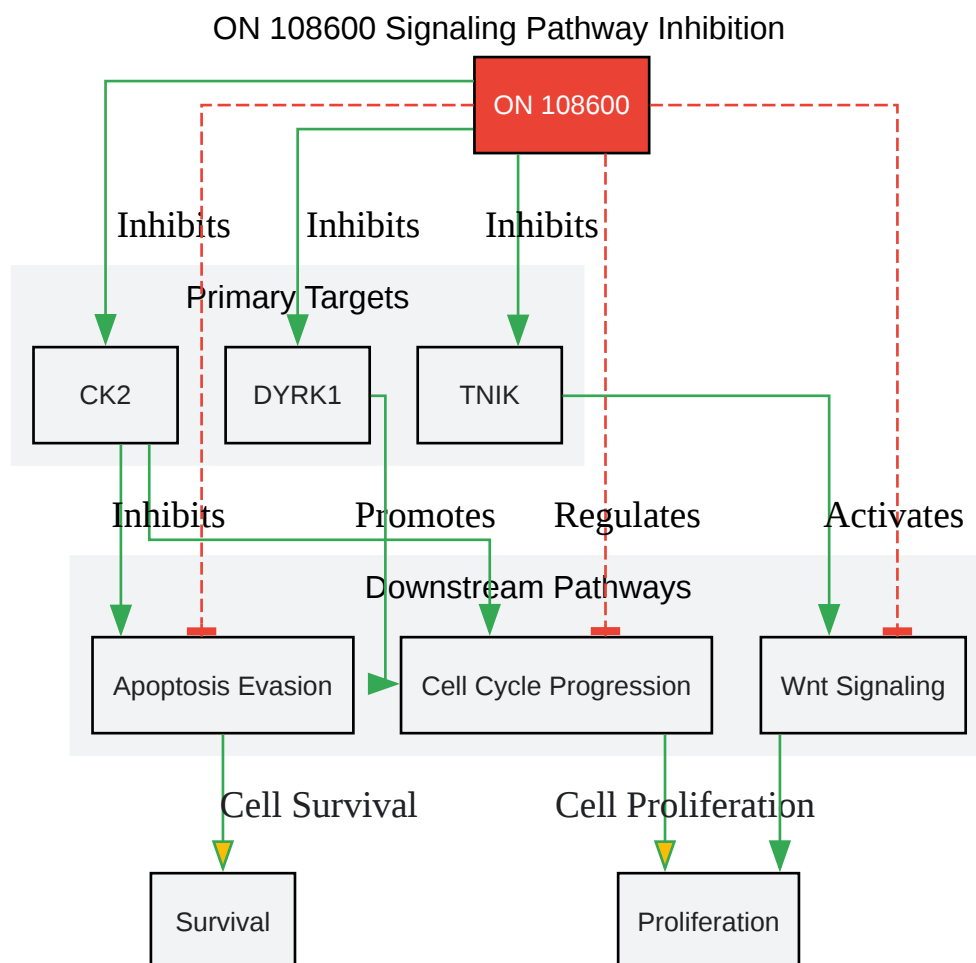 ON 108600 Signaling Pathway Inhibition
ON 108600
Inhibits
Inhibits
Inhibits
Primary Targets
CK2
DYRK1
TNIK
Inhibits
Promotes
Regulates
Activates
Downstream Pathways
Apoptosis Evasion
Cell Cycle Progression
Wnt Signaling
Cell Survival
Cell Proliferation
Survival
Proliferation